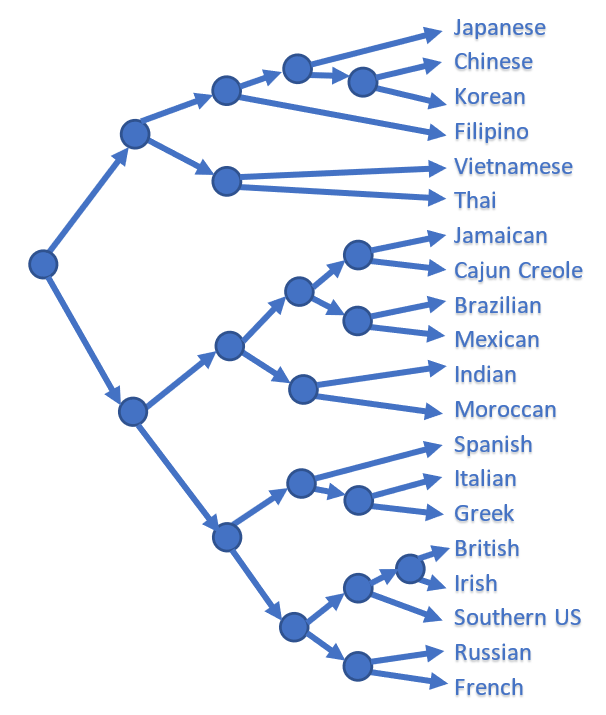 Japanese
Chinese
Korean
Filipino
Vietnamese
Thai
Jamaican
Cajun Creole
Brazilian
Mexican
Indian
Moroccan
Spanish
Italian
Greek
British
Irish
Southern US
Russian
French